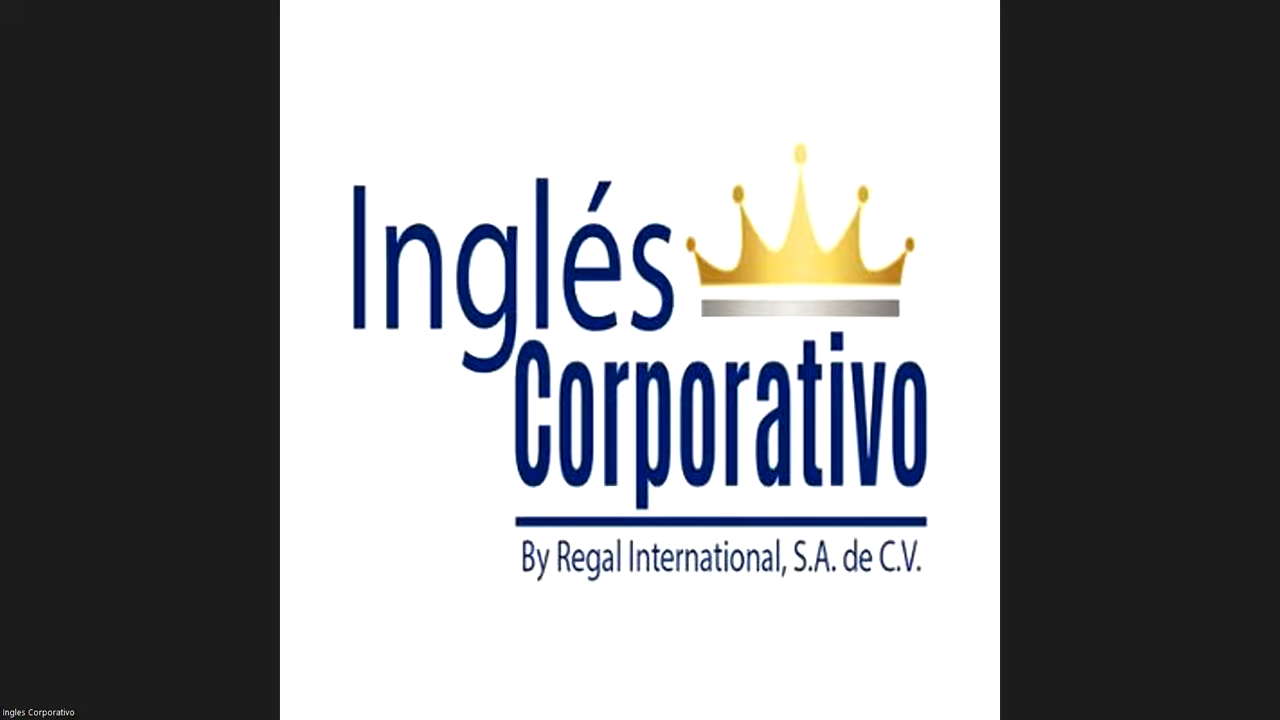 Inglés
Corporativo
By Regal International, S.A. de C.V.
Ingles Corporativo